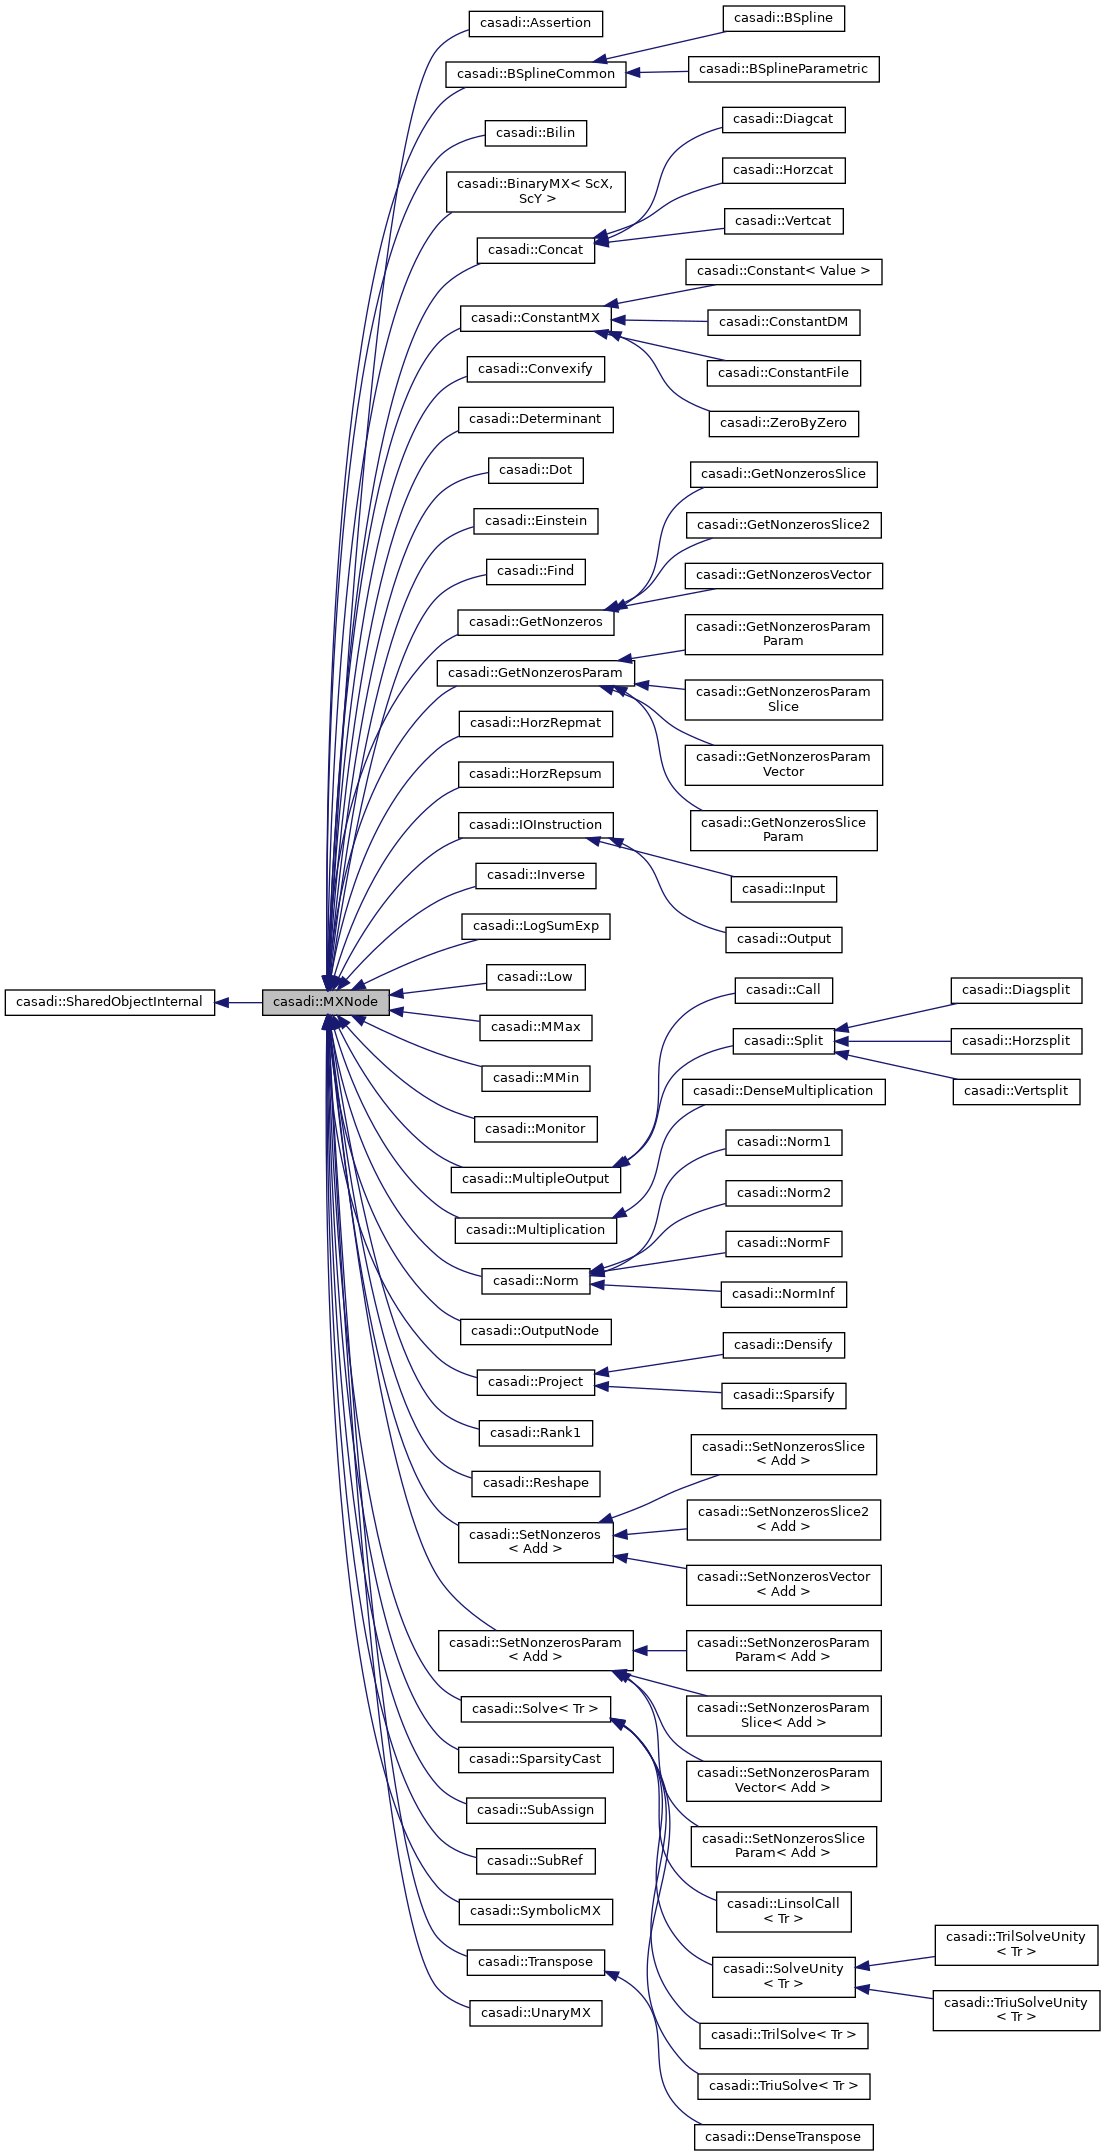 casadi::SharedObjectInternal
casadi::MXNode
casadi::Assertion
casadi::BSplineCommon
casadi::BSpline
casadi::BSplineParametric
casadi::Bilin
casadi::BinaryMX< ScX,
ScY >
casadi::Concat
casadi::Diagcat
casadi::Horzcat
casadi::Vertcat
casadi::ConstantMX
casadi::Constant< Value >
casadi::ConstantDM
casadi::ConstantFile
casadi::ZeroByZero
casadi::Convexify
casadi::Determinant
casadi::Dot
casadi::Einstein
casadi::Find
casadi::GetNonzeros
casadi::GetNonzerosSlice
casadi::GetNonzerosSlice2
casadi::GetNonzerosVector
casadi::GetNonzerosParam
casadi::GetNonzerosParam
Param
casadi::GetNonzerosParam
Slice
casadi::GetNonzerosParam
Vector
casadi::GetNonzerosSlice
Param
casadi::HorzRepmat
casadi::HorzRepsum
casadi::IOInstruction
casadi::Input
casadi::Output
casadi::Inverse
casadi::LogSumExp
casadi::Low
casadi::MMax
casadi::MMin
casadi::Monitor
casadi::MultipleOutput
casadi::Call
casadi::Split
casadi::Diagsplit
casadi::Horzsplit
casadi::Vertsplit
casadi::Multiplication
casadi::DenseMultiplication
casadi::Norm
casadi::Norm1
casadi::Norm2
casadi::NormF
casadi::NormInf
casadi::OutputNode
casadi::Project
casadi::Densify
casadi::Sparsify
casadi::Rank1
casadi::Reshape
casadi::SetNonzeros
< Add >
casadi::SetNonzerosSlice
< Add >
casadi::SetNonzerosSlice2
< Add >
casadi::SetNonzerosVector
< Add >
casadi::SetNonzerosParam
< Add >
casadi::SetNonzerosParam
Param< Add >
casadi::SetNonzerosParam
Slice< Add >
casadi::SetNonzerosParam
Vector< Add >
casadi::SetNonzerosSlice
Param< Add >
casadi::Solve< Tr >
casadi::LinsolCall
< Tr >
casadi::SolveUnity
< Tr >
casadi::TrilSolveUnity
< Tr >
casadi::TriuSolveUnity
< Tr >
casadi::TrilSolve< Tr >
casadi::TriuSolve< Tr >
casadi::SparsityCast
casadi::SubAssign
casadi::SubRef
casadi::SymbolicMX
casadi::Transpose
casadi::DenseTranspose
casadi::UnaryMX